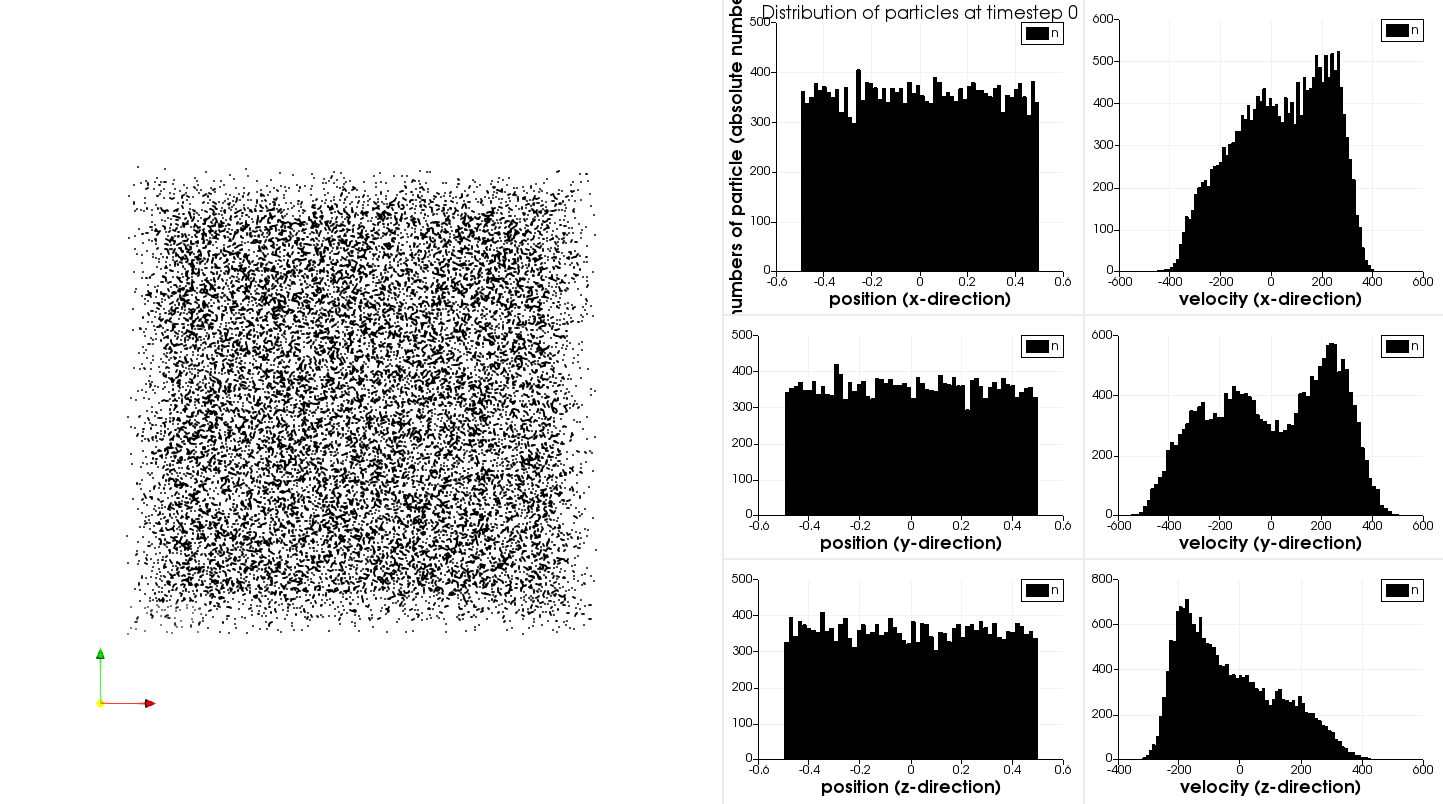 Distribution of particles at timestep 0
numbers of particle (absolute numbe
500
400
300
200
100
0
-0.6 -0.4 -0.2 0 0.2 0.4 0.6
position (x-direction)
n
600
500
400
300
200
100
0
-600 -400 -200 0 200 400 600
velocity (x-direction)
n
500
400
300
200
100
0
-0.6 -0.4 -0.2 0 0.2 0.4 0.6
position (y-direction)
n
600
400
200
0
-600 -400 -200 0 200 400 600
velocity (y-direction)
n
500
400
300
200
100
0
-0.6 -0.4 -0.2 0 0.2 0.4 0.6
position (z-direction)
n
800
600
400
200
0
-400 -200 0 200 400 600
velocity (z-direction)
n